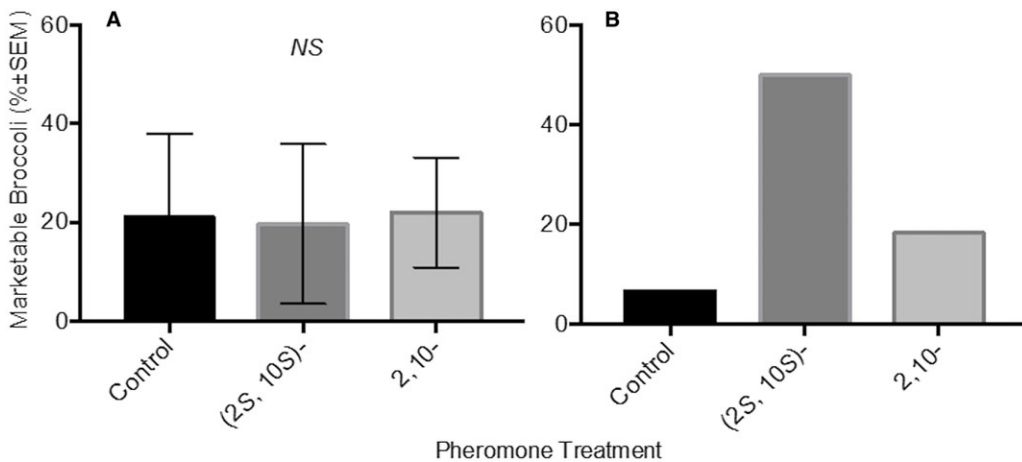 A
B
NS
Marketable Broccoli (%±SEM)
60
40
20
0
60
40
20
0
Control
(2S, 10S)-
2,10-
Control
(2S, 10S)-
2,10-
Pheromone Treatment